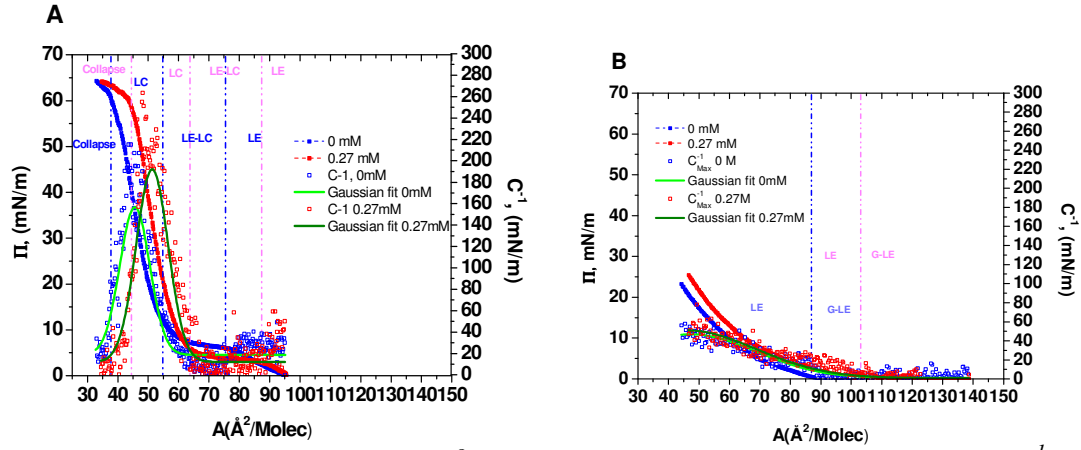 A
Π, (mN/m)
70
60
50
40
30
20
10
0
Collapse
LC
LC
LE-LC
LE
Collapse
LE-LC
LE
0 mM
0.27 mM
C-1, 0mM
Gaussian fit 0mM
C-1 0.27mM
Gaussian fit 0.27mM
300
280
260
240
220
200
180
160
140
120
100
80
60
40
20
0
C⁻¹, (mN/m)
30 40 50 60 70 80 90 100110120130140150
A(Å²/Molec)
B
Π, mN/m
70
60
50
40
30
20
10
0
0 mM
0.27 mM
C⁻¹Max 0 M
Gaussian fit 0mM
C⁻¹Max 0.27M
Gaussian fit 0.27mM
LE
G-LE
LE
G-LE
300
280
260
240
220
200
180
160
140
120
100
80
60
40
20
0
C⁻¹, (mN/m)
30 40 50 60 70 80 90 100110120130140150
A(Å²/Molec)